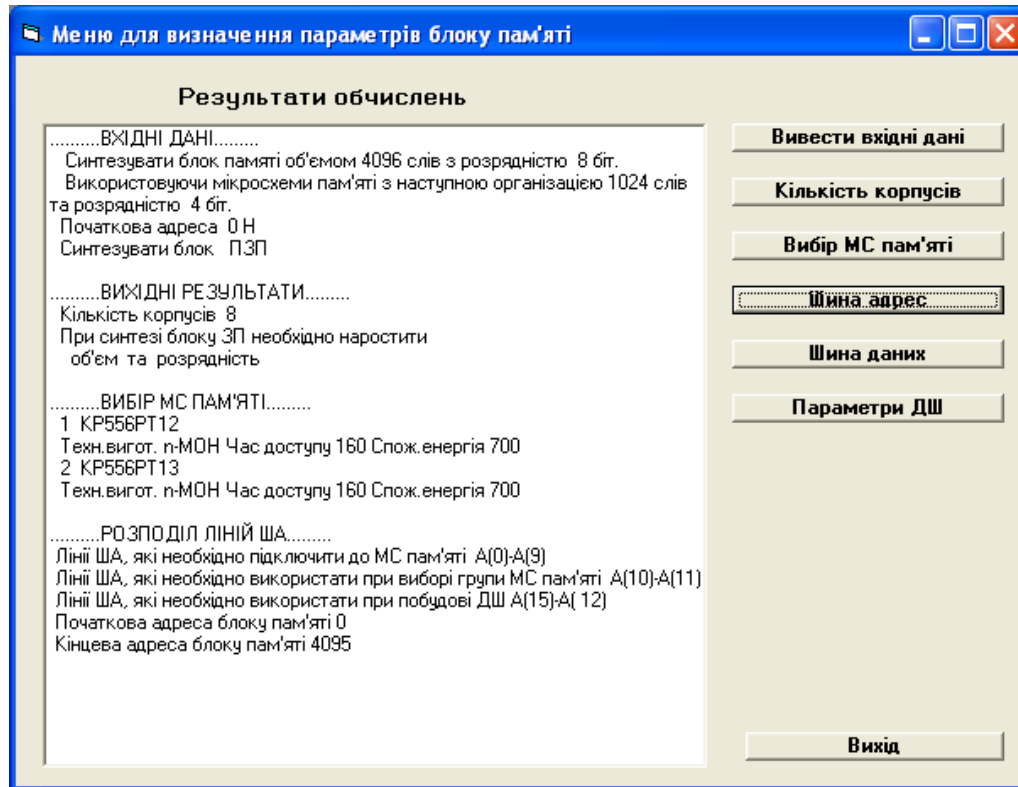 Меню для визначення параметрів блоку пам'яті
Результати обчислень
.........ВХІДНІ ДАНІ.........
Синтезувати блок памяті об'ємом 4096 слів з розрядністю 8 біт.
Використовуючи мікросхеми пам'яті з наступною організацією 1024 слів
та розрядністю 4 біт.
Початкова адреса 0 Н
Синтезувати блок ПЗП
.........ВИХІДНІ РЕЗУЛЬТАТИ.........
Кількість корпусів 8
При синтезі блоку ЗП необхідно наростити
об'єм та розрядність
.........ВИБІР МС ПАМ'ЯТІ.........
1 КР556РТ12
Техн.вигот. n-МОН Час доступу 160 Спож.енергія 700
2 КР556РТ13
Техн.вигот. n-МОН Час доступу 160 Спож.енергія 700
.........РОЗПОДІЛ ЛІНІЙ ША.........
Лінії ША, які необхідно підключити до МС пам'яті A(0)-A(9)
Лінії ША, які необхідно використати при виборі групи МС пам'яті A(10)-A(11)
Лінії ША, які необхідно використати при побудові ДШ A(15)-A( 12)
Початкова адреса блоку пам'яті 0
Кінцева адреса блоку пам'яті 4095
Вивести вхідні дані
Кількість корпусів
Вибір МС пам'яті
Шина адрес
Шина даних
Параметри ДШ
Вихід